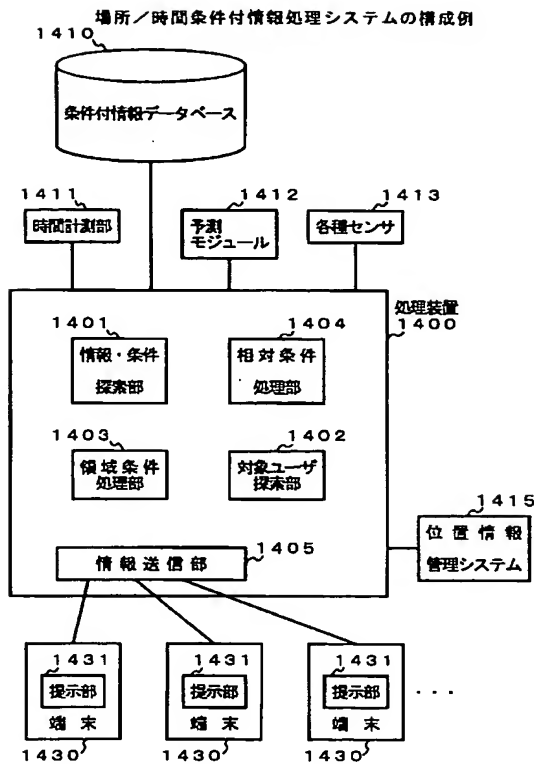 場所／時間条件付情報処理システムの構成例
1410
条件付情報データベース
1411
時間計測部
1412
予測
モジュール
1413
各種センサ
処理装置
1400
1401
情報・条件
探索部
1404
相対条件
処理部
1403
領域条件
処理部
1402
対象ユーザ
探索部
1415
位置情報
管理システム
1405
情報送信部
1431
提示部
端末
1430
1431
提示部
端末
1430
1431
提示部
端末
1430
・・・